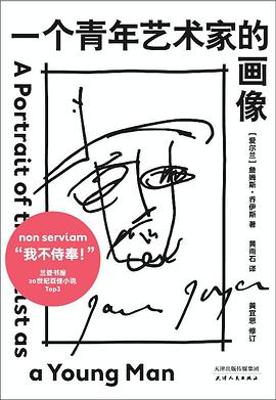 一个青年艺术家的
画像
A Portrait of the Artist as
a Young Man
[爱尔兰] 詹姆斯·乔伊斯 著
黄雨石 译
黄宜思 修订
non serviam
“我不侍奉！”
兰登书屋
20世纪百佳小说
Top3
James Joyce
天津出版传媒集团
天津人民出版社